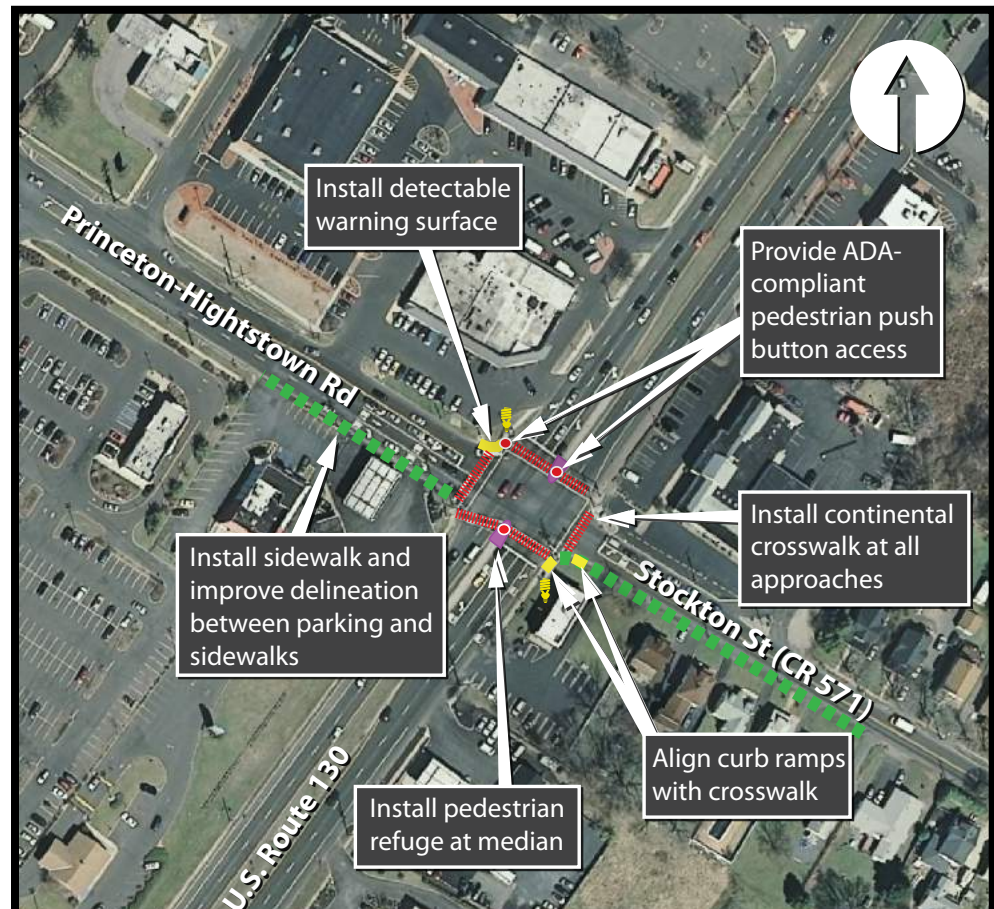 Install detectable
warning surface
Princeton-Hightstown Rd
Provide ADA-
compliant
pedestrian push
button access
Install continental
crosswalk at all
approaches
Install sidewalk and
improve delineation
between parking and
sidewalks
Stockton St (CR 571)
Align curb ramps
with crosswalk
Install pedestrian
refuge at median
U.S. Route 130